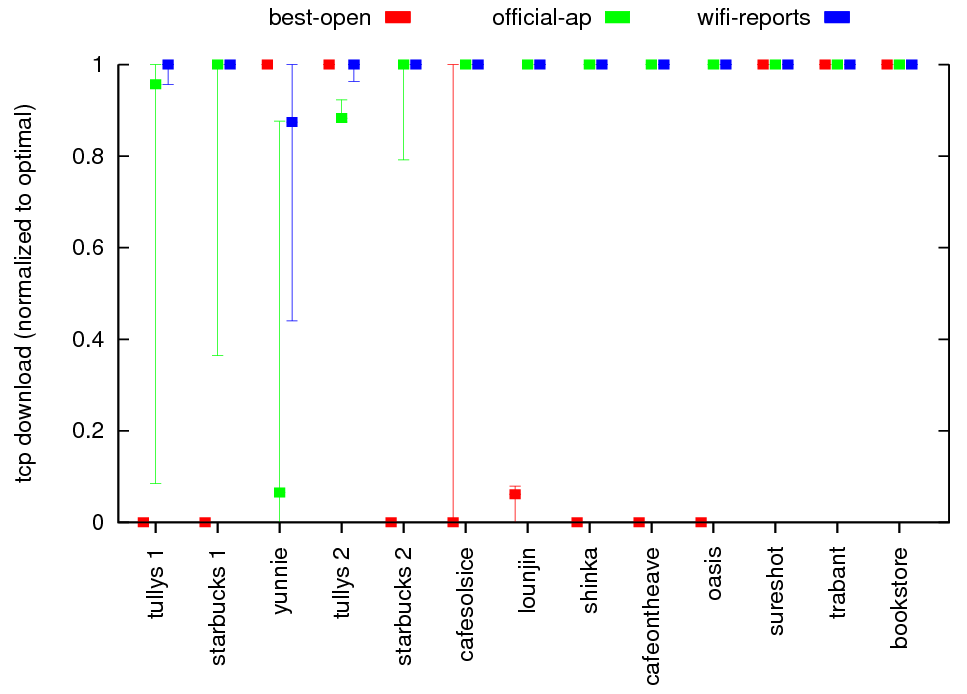 best-open official-ap wifi-reports
1
0.8
0.6
0.4
0.2
0
tcp download (normalized to optimal)
tullys 1
starbucks 1
yunnie
tullys 2
starbucks 2
cafesolsice
lounjin
shinka
cafeontheave
oasis
sureshot
trabant
bookstore